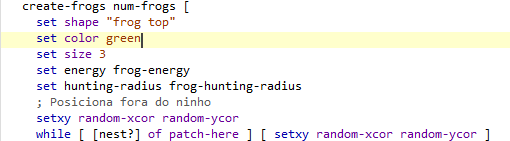 create-frogs num-frogs [
set shape "frog top"
set color green
set size 3
set energy frog-energy
set hunting-radius frog-hunting-radius
; Posiciona fora do ninho
setxy random-xcor random-ycor
while [ [nest?] of patch-here ] [ setxy random-xcor random-ycor ]